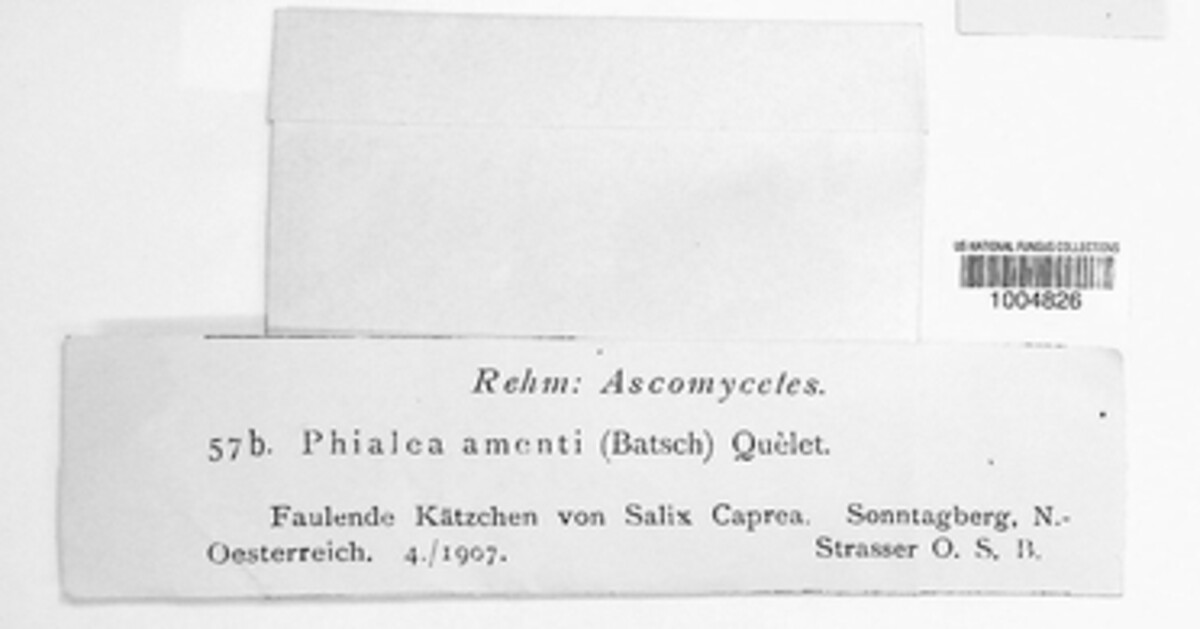 US NATIONAL FUNGUS COLLECTIONS
1004826
Rehm: Ascomycetes.
57b. Phialea amenti (Batsch) Quèlet.
Faulende Kätzchen von Salix Caprea. Sonntagberg, N.-
Oesterreich. 4./1907. Strasser O. S. B.